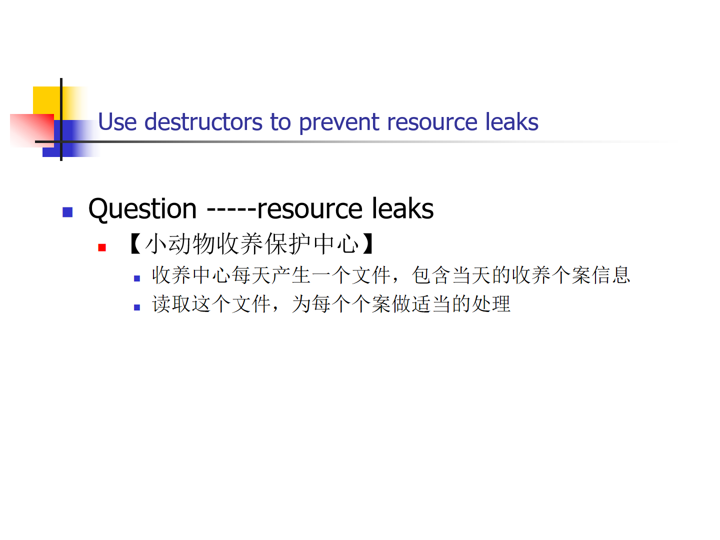 Use destructors to prevent resource leaks
Question -----resource leaks
【小动物收养保护中心】
收养中心每天产生一个文件，包含当天的收养个案信息
读取这个文件，为每个个案做适当的处理